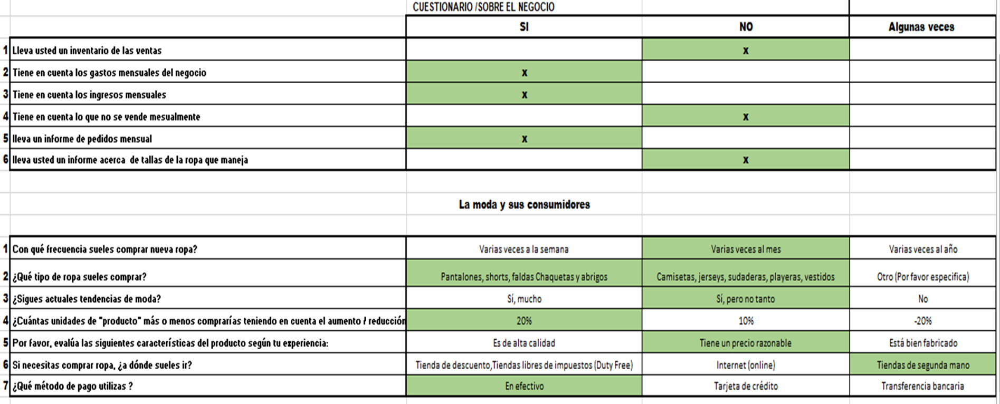 CUESTIONARIO /SOBRE EL NEGOCIO
SI NO Algunas veces
1 Lleva usted un inventario de las ventas x
2 Tiene en cuenta los gastos mensuales del negocio x
3 Tiene en cuenta los ingresos mensuales x
4 Tiene en cuenta lo que no se vende mesualmente x
5 lleva un informe de pedidos mensual x
6 lleva usted un informe acerca de tallas de la ropa que maneja x
La moda y sus consumidores
1 Con qué frecuencia sueles comprar nueva ropa? Varias veces a la semana Varias veces al mes Varias veces al año
2 ¿Qué tipo de ropa sueles comprar? Pantalones, shorts, faldas Chaquetas y abrigos Camisetas, jerseys, sudaderas, playeras, vestidos Otro (Por favor especifica)
3 ¿Sigues actuales tendencias de moda? Sí, mucho Sí, pero no tanto No
4 ¿Cuántas unidades de "producto" más o menos comprarías teniendo en cuenta el aumento / reducción 20% 10% -20%
5 Por favor, evalúa las siguientes características del producto según tu experiencia: Es de alta calidad Tiene un precio razonable Está bien fabricado
6 Si necesitas comprar ropa, ¿a dónde sueles ir? Tienda de descuento,Tiendas libres de impuestos (Duty Free) Internet (online) Tiendas de segunda mano
7 ¿Qué método de pago utilizas ? En efectivo Tarjeta de crédito Transferencia bancaria